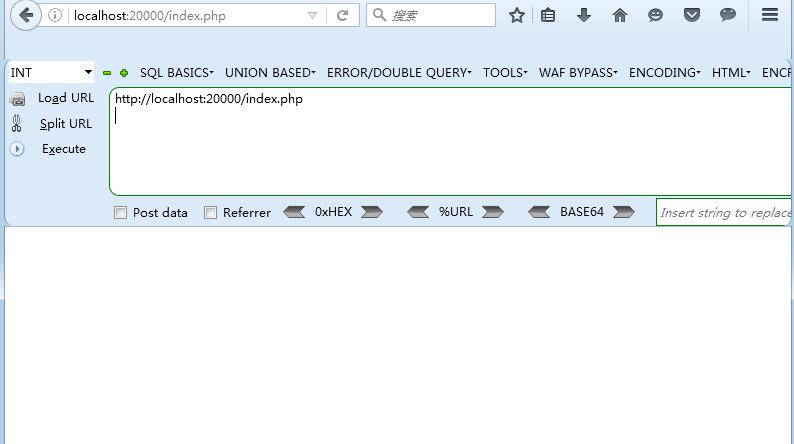 localhost:20000/index.php
搜索
INT
SQL BASICS UNION BASED ERROR/DOUBLE QUERY TOOLS WAF BYPASS ENCODING HTML ENCR
Load URL
http://localhost:20000/index.php
Split URL
Execute
Post data Referrer 0xHEX %URL BASE64 Insert string to replace